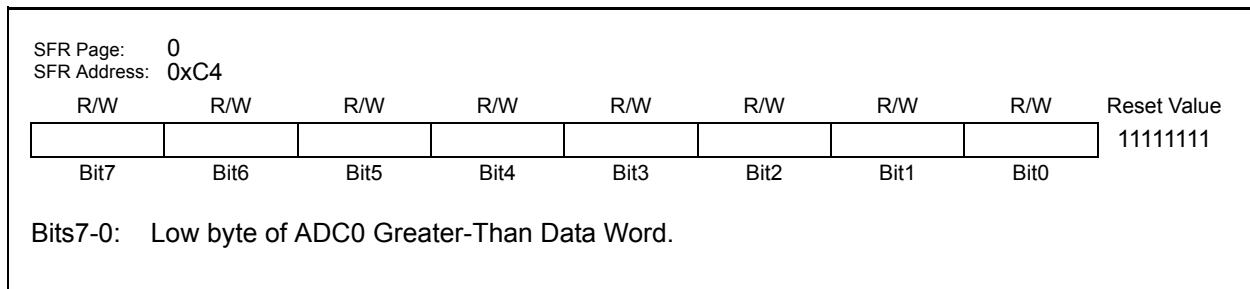 SFR Page: 0
SFR Address: 0xC4
R/W R/W R/W R/W R/W R/W R/W R/W Reset Value
11111111
Bit7 Bit6 Bit5 Bit4 Bit3 Bit2 Bit1 Bit0
Bits7-0: Low byte of ADC0 Greater-Than Data Word.